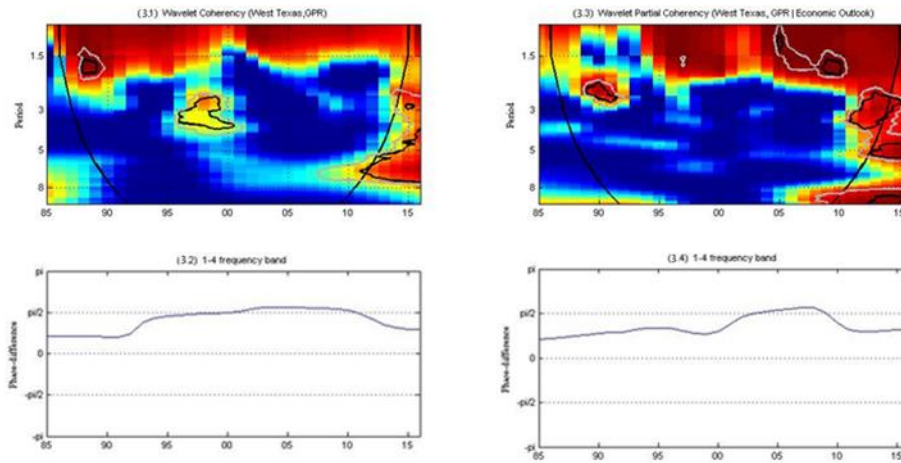 (3.1) Wavelet Coherency (West Texas,GPR)
Period
1.5
3
5
8
85 90 95 00 05 10 15
(3.3) Wavelet Partial Coherency (West Texas, GPR | Economic Outlook)
Period
1.5
3
5
8
85 90 95 00 05 10 15
(3.2) 1-4 frequency band
Phase-difference
pi
pi/2
0
-pi/2
-pi
85 90 95 00 05 10 15
(3.4) 1-4 frequency band
Phase-difference
pi
pi/2
0
-pi/2
-pi
85 90 95 00 05 10 15